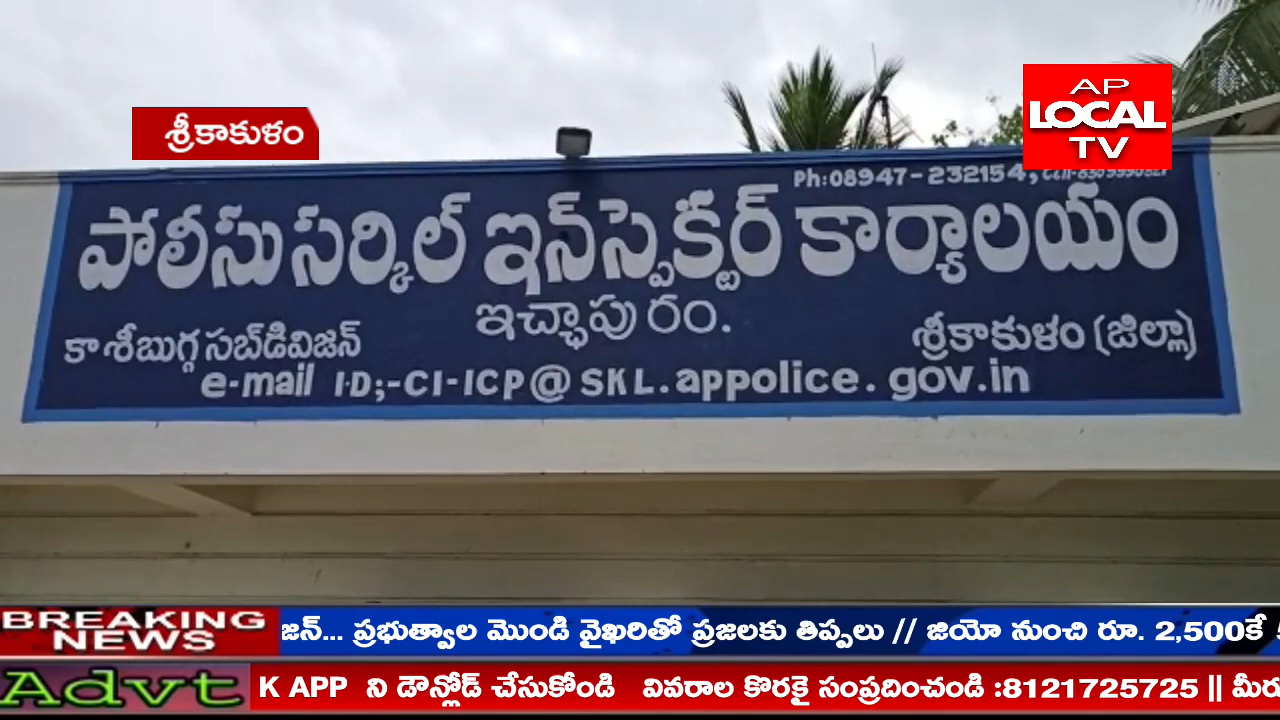 AP
LOCAL
TV
శ్రీకాకుళం
Ph:08947-232154,
పోలీసు సర్కిల్ ఇన్‌స్పెక్టర్ కార్యాలయం
ఇచ్ఛాపురం.
కాశీబుగ్గ సబ్‌డివిజన్
శ్రీకాకుళం (జిల్లా)
e-mail I·D;-CI-ICP@SKL.appolice.gov.in
BREAKING
NEWS
జన్... ప్రభుత్వాల మొండి వైఖరితో ప్రజలకు తిప్పలు // జియో నుంచి రూ. 2,500కే
Advt
K APP ని డౌన్లోడ్ చేసుకోండి వివరాల కొరకై సంప్రదించండి :8121725725 || మీరు